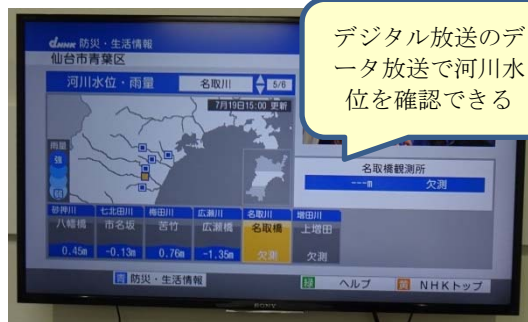 デジタル放送のデ
ータ放送で河川水
位を確認できる
dNHK 防災・生活情報
仙台市青葉区
河川水位・雨量 名取川 5/6
7月19日15:00 更新
雨量
強
弱
名取橋観測所
---m 欠測
砂押川 七北田川 梅田川 広瀬川 名取川 増田川
八幡橋 市名坂 苦竹 広瀬橋 名取橋 上増田
0.45m -0.13m 0.76m -1.35m 欠測 欠測
青 防災・生活情報 緑 ヘルプ 黄 NHKトップ
SONY